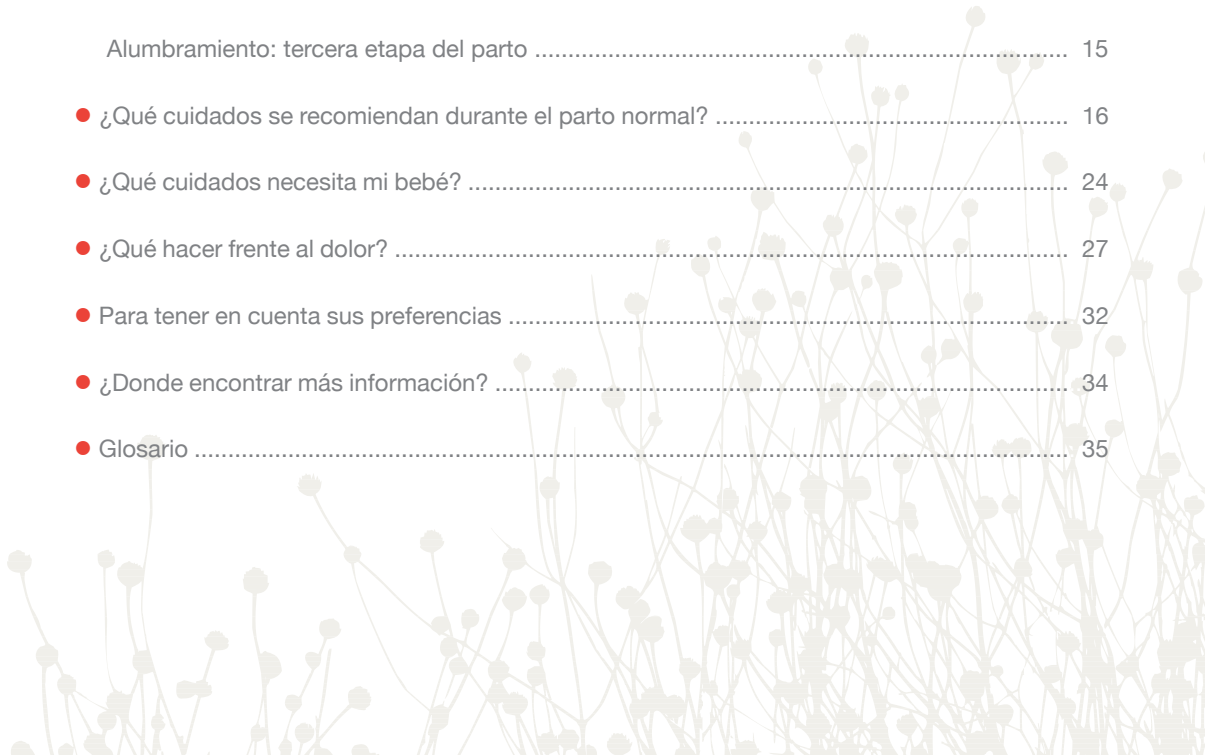 Alumbramiento: tercera etapa del parto ................................................................................ 15
● ¿Qué cuidados se recomiendan durante el parto normal? ..................................................... 16
● ¿Qué cuidados necesita mi bebé? .......................................................................................... 24
● ¿Qué hacer frente al dolor? ..................................................................................................... 27
● Para tener en cuenta sus preferencias .................................................................................... 32
● ¿Donde encontrar más información? ...................................................................................... 34
● Glosario ................................................................................................................................... 35